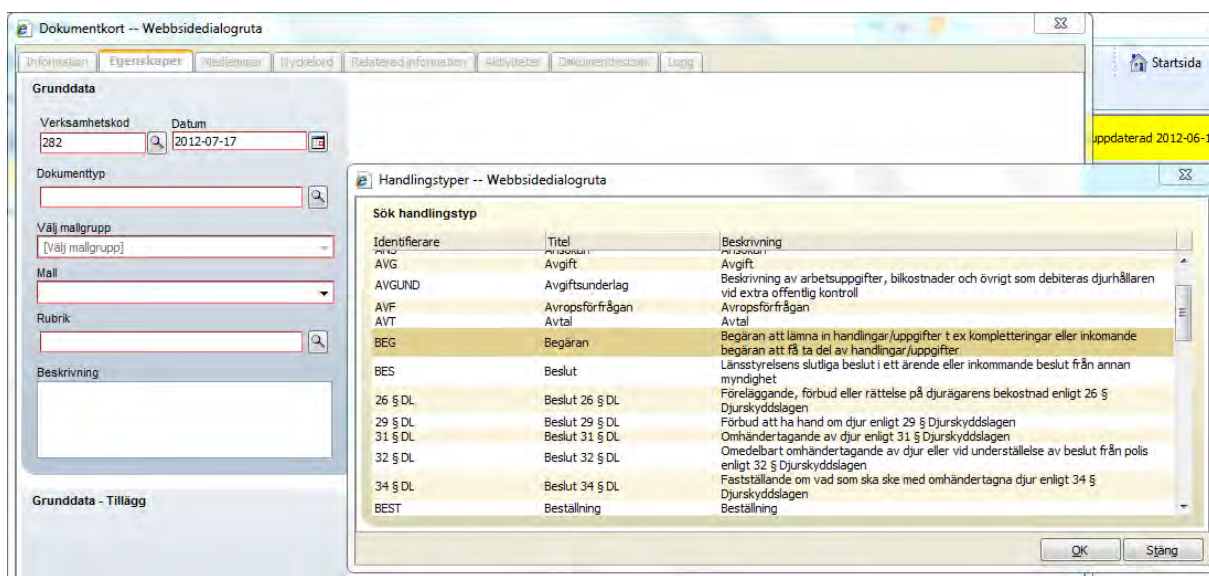 Dokumentkort -- Webbsidedialogruta
Information Egenskaper Medlemmar Nyckelord Relaterad information Aktiviteter Dokumenthistorik Logg
Startsida
uppdaterad 2012-06-1
Grunddata
Verksamhetskod Datum
282 2012-07-17
Dokumenttyp
Välj mallgrupp
[Välj mallgrupp]
Mall
Rubrik
Beskrivning
Grunddata - Tillägg
Handlingstyper -- Webbsidedialogruta
Sök handlingstyp
Identifierare Titel Beskrivning
ANS Ansökan Ansökan
AVG Avgift Avgift
AVGUND Avgiftsunderlag Beskrivning av arbetsuppgifter, bilkostnader och övrigt som debiteras djurhållaren
vid extra offentlig kontroll
AVF Avropsförfrågan Avropsförfrågan
AVT Avtal Avtal
BEG Begäran Begäran att lämna in handlingar/uppgifter t ex kompletteringar eller inkomande
begäran att få ta del av handlingar/uppgifter
BES Beslut Länsstyrelsens slutliga beslut i ett ärende eller inkommande beslut från annan
myndighet
26 § DL Beslut 26 § DL Föreläggande, förbud eller rättelse på djurägarens bekostnad enligt 26 §
Djurskyddslagen
29 § DL Beslut 29 § DL Förbud att ha hand om djur enligt 29 § Djurskyddslagen
31 § DL Beslut 31 § DL Omhändertagande av djur enligt 31 § Djurskyddslagen
32 § DL Beslut 32 § DL Omedelbart omhändertagande av djur eller vid underställelse av beslut från polis
enligt 32 § Djurskyddslagen
34 § DL Beslut 34 § DL Fastställande om vad som ska ske med omhändertagna djur enligt 34 §
Djurskyddslagen
BEST Beställning Beställning
OK Stäng